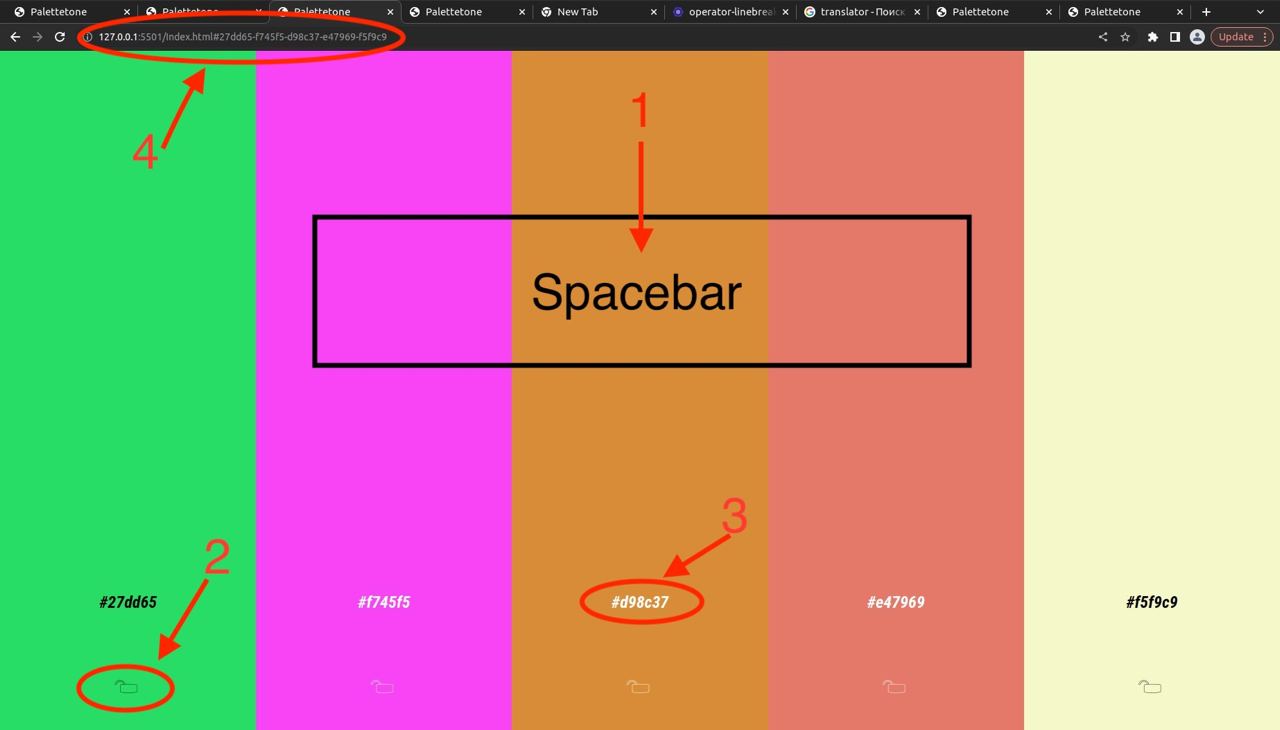 Palettetone
Palettetone
Palettetone
Palettetone
New Tab
operator-linebrea
translator - Поиск
Palettetone
Palettetone
127.0.0.1:5501/Index.html#27dd65-f745f5-d98c37-e47969-f5f9c9
Update
1
4
Spacebar
3
2
#27dd65
#f745f5
#d98c37
#e47969
#f5f9c9